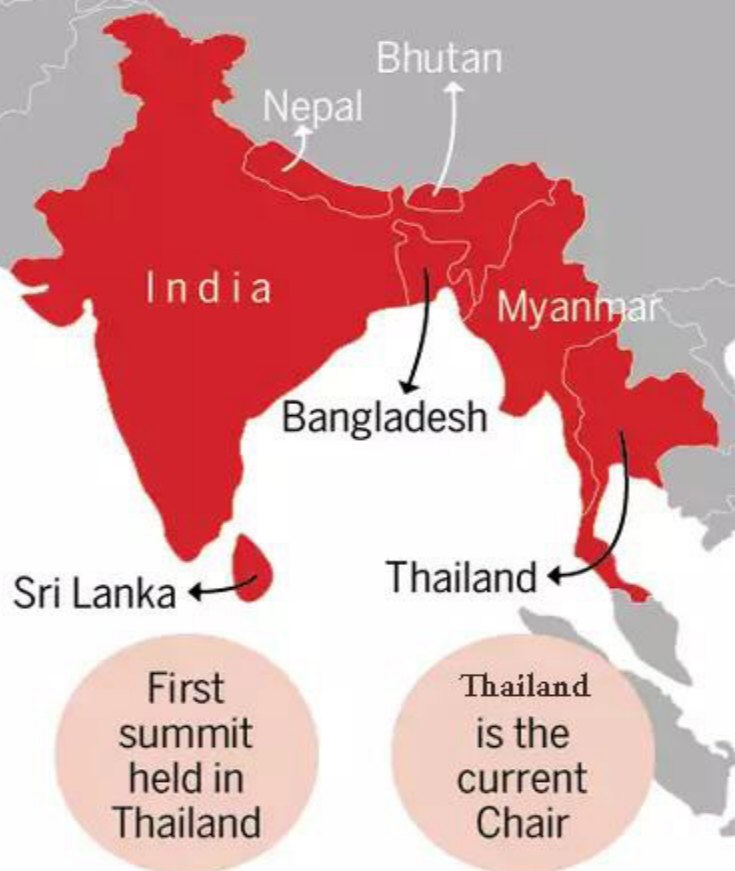 Bhutan
Nepal
India
Myanmar
Bangladesh
Sri Lanka
Thailand
First
summit
held in
Thailand
Thailand
is the
current
Chair